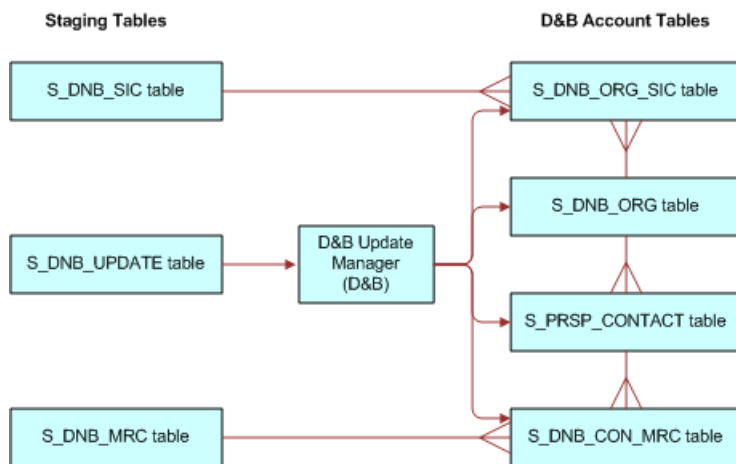 Staging Tables
D&B Account Tables
S_DNB_SIC table
S_DNB_ORG_SIC table
S_DNB_ORG table
S_DNB_UPDATE table
D&B Update
Manager
(D&B)
S_PRSP_CONTACT table
S_DNB_MRC table
S_DNB_CON_MRC table